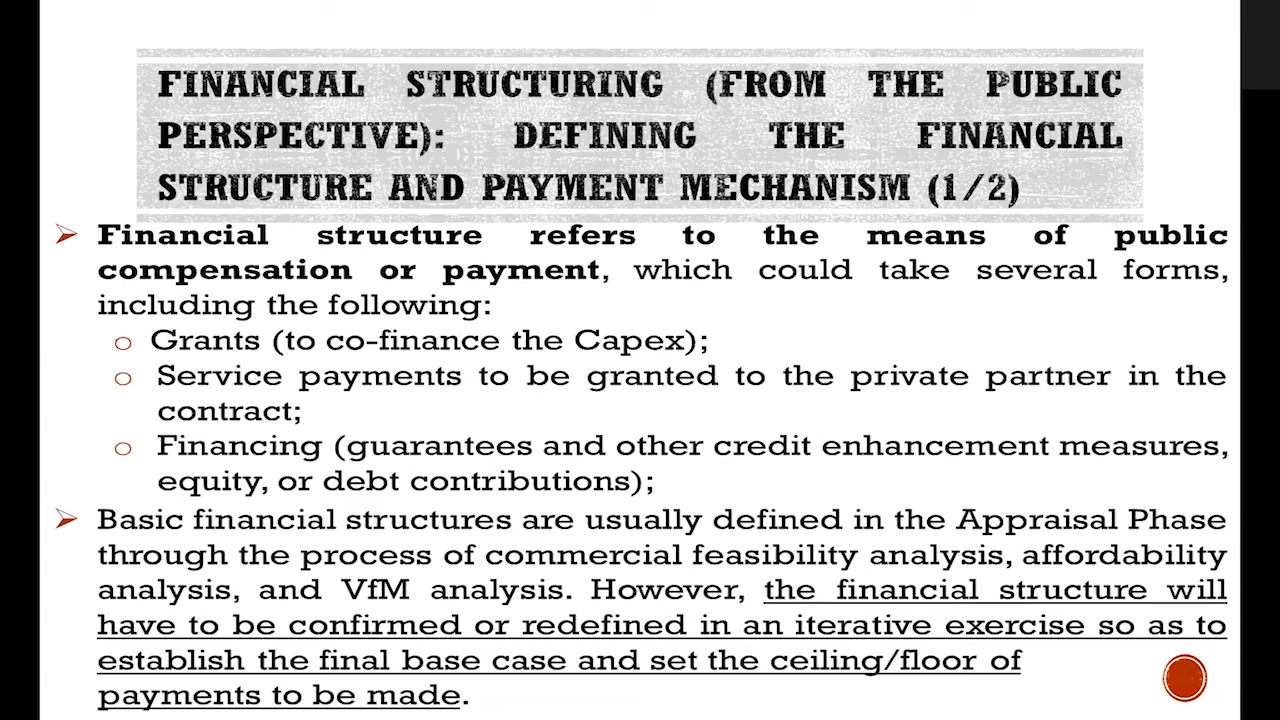 FINANCIAL STRUCTURING (FROM THE PUBLIC
PERSPECTIVE): DEFINING THE FINANCIAL
STRUCTURE AND PAYMENT MECHANISM (1/2)
Financial structure refers to the means of public
compensation or payment, which could take several forms,
including the following:
Grants (to co-finance the Capex);
Service payments to be granted to the private partner in the
contract;
Financing (guarantees and other credit enhancement measures,
equity, or debt contributions);
Basic financial structures are usually defined in the Appraisal Phase
through the process of commercial feasibility analysis, affordability
analysis, and VfM analysis. However, the financial structure will
have to be confirmed or redefined in an iterative exercise so as to
establish the final base case and set the ceiling/floor of
payments to be made.